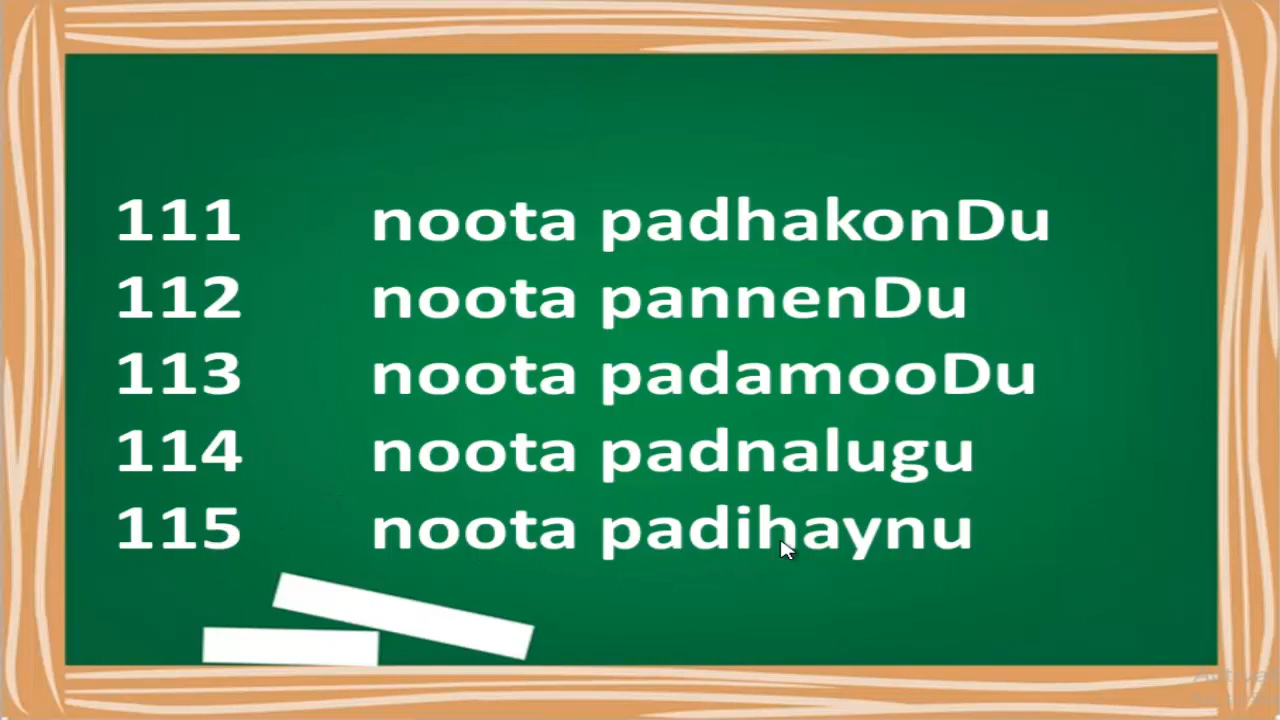 111 noota padhakonDu
112 noota pannenDu
113 noota padamooDu
114 noota padnalugu
115 noota padihaynu